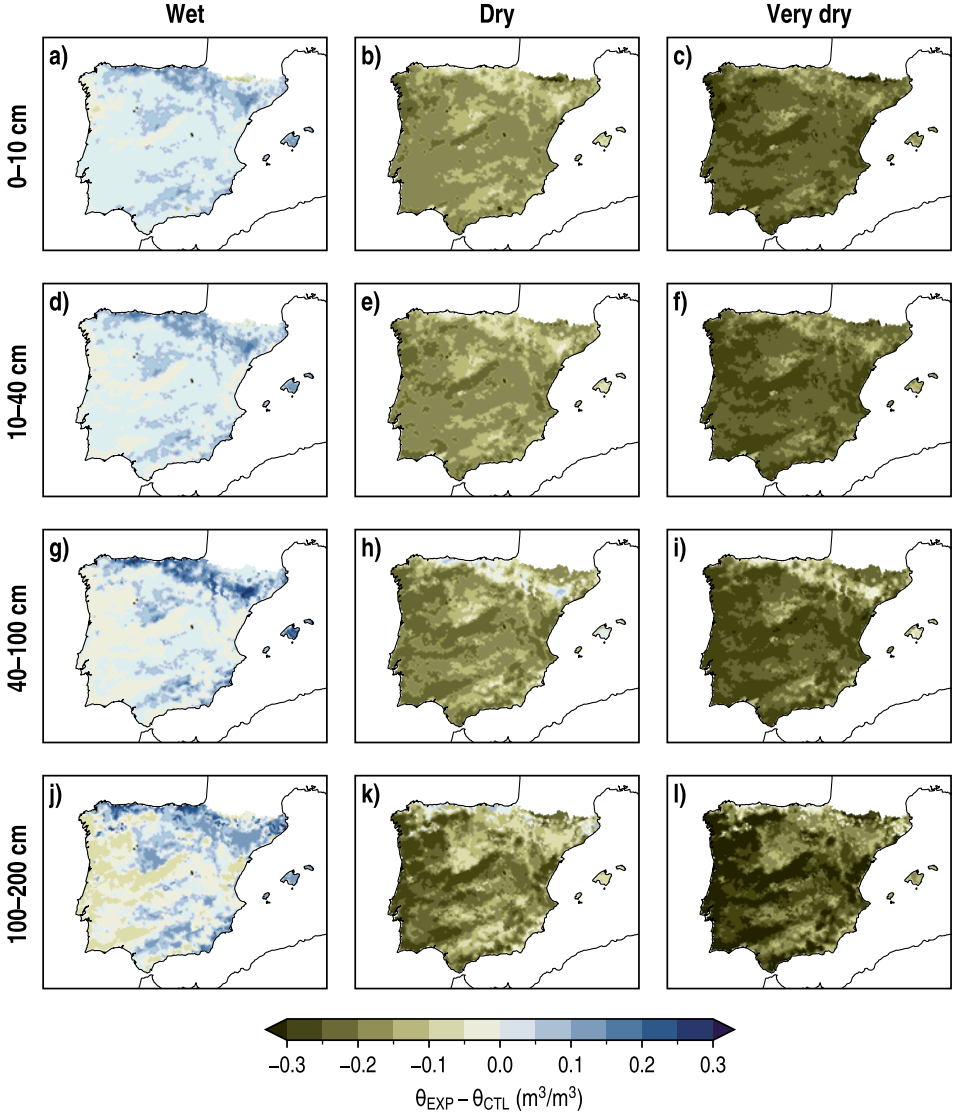 Wet Dry Very dry
a) b) c)
0–10 cm
d) e) f)
10–40 cm
g) h) i)
40–100 cm
j) k) l)
100–200 cm
−0.3 −0.2 −0.1 0.0 0.1 0.2 0.3
θEXP – θCTL (m³/m³)